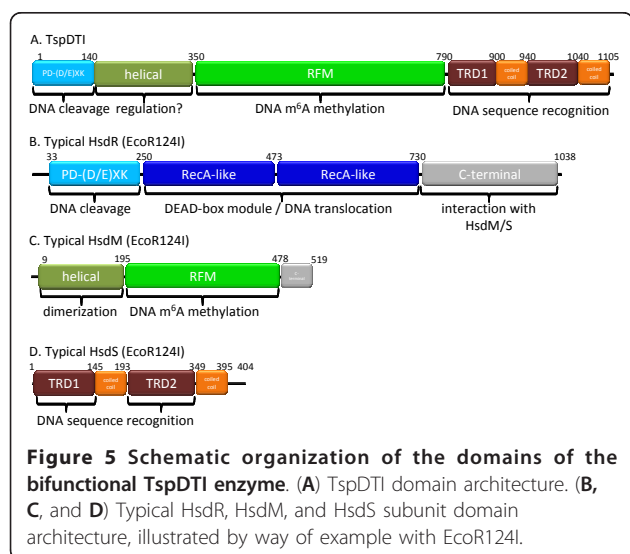 A. TspDTI
1 140 350 790 900 940 1040 1105
PD-(D/E)XK helical RFM TRD1 coiled coil TRD2 coiled coil
DNA cleavage regulation? DNA m⁶A methylation DNA sequence recognition
B. Typical HsdR (EcoR124I)
33 250 473 730 1038
PD-(D/E)XK RecA-like RecA-like C-terminal
DNA cleavage DEAD-box module / DNA translocation interaction with
HsdM/S
C. Typical HsdM (EcoR124I)
9 195 478 519
helical RFM
dimerization DNA m⁶A methylation
D. Typical HsdS (EcoR124I)
1 145 193 349 395 404
TRD1 coiled coil TRD2 coiled coil
DNA sequence recognition
Figure 5 Schematic organization of the domains of the
bifunctional TspDTI enzyme. (A) TspDTI domain architecture. (B,
C, and D) Typical HsdR, HsdM, and HsdS subunit domain
architecture, illustrated by way of example with EcoR124I.